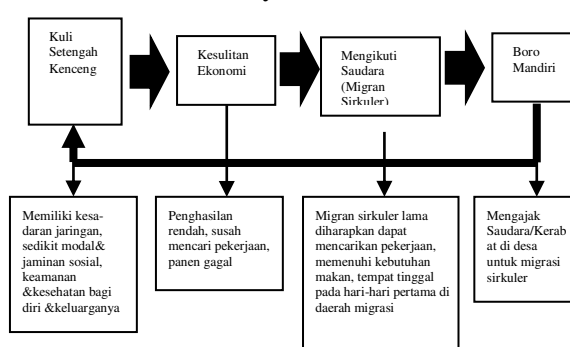 Kuli
Setengah
Kenceng
Kesulitan
Ekonomi
Mengikuti
Saudara
(Migran
Sirkuler)
Boro
Mandiri
Memiliki kesa-
daran jaringan,
sedikit modal&
jaminan sosial,
keamanan
&kesehatan bagi
diri &keluarganya
Penghasilan
rendah, susah
mencari pekerjaan,
panen gagal
Migran sirkuler lama
diharapkan dapat
mencarikan pekerjaan,
memenuhi kebutuhan
makan, tempat tinggal
pada hari-hari pertama di
daerah migrasi
Mengajak
Saudara/Kerab
at di desa
untuk migrasi
sirkuler